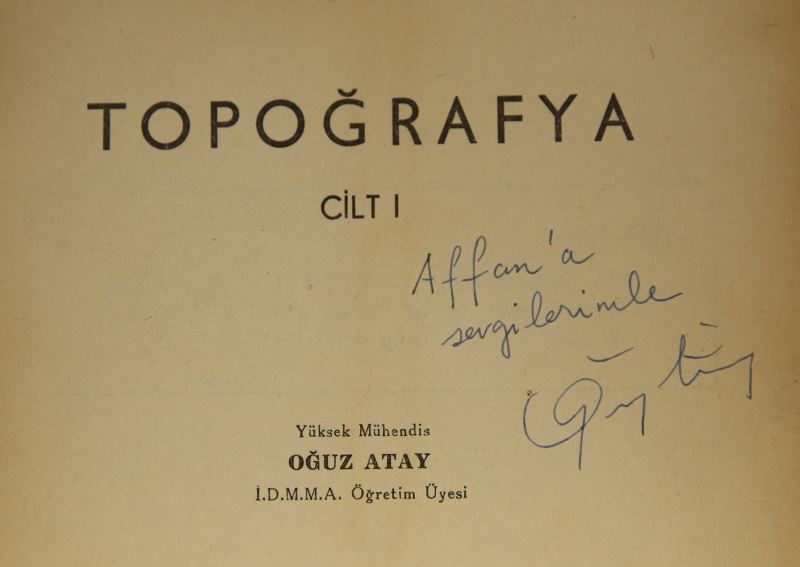 TOPOĞRAFYA
CİLT I
Affan'a
sevgilerimle
Yüksek Mühendis
OĞUZ ATAY
İ.D.M.M.A. Öğretim Üyesi